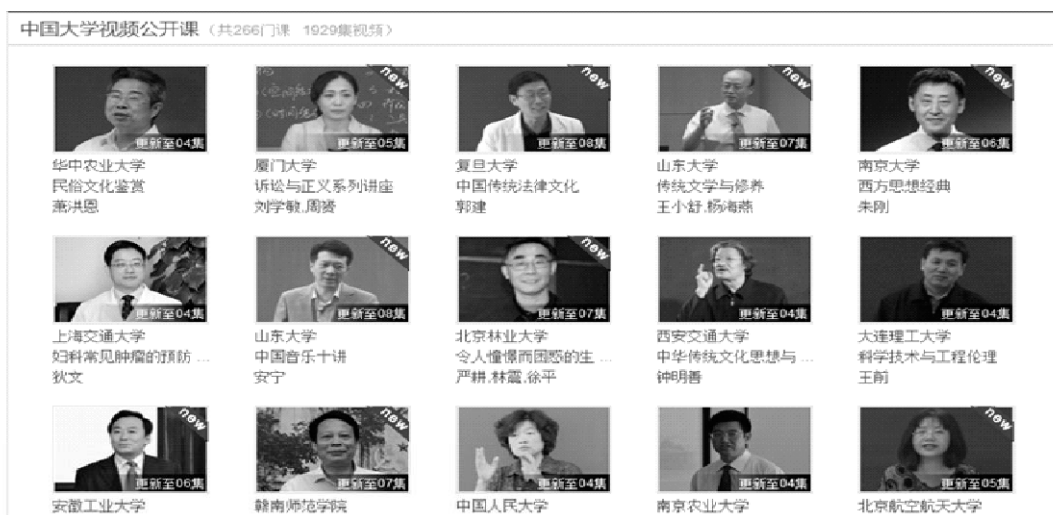 中国大学视频公开课（共266门课 1929集视频）
new new new new
更新至04集 更新至05集 更新至08集 更新至07集 更新至06集
华中农业大学 厦门大学 复旦大学 山东大学 南京大学
民俗文化鉴赏 诉讼与正义系列讲座 中国传统法律文化 传统文学与修养 西方思想经典
萧洪恩 刘学敏,周赟 郭建 王小舒,杨海燕 朱刚
new new
更新至04集 更新至08集 更新至07集 更新至04集 更新至04集
上海交通大学 山东大学 北京林业大学 西安交通大学 大连理工大学
妇科常见肿瘤的预防 ... 中国音乐十讲 令人憧憬而困惑的生 ... 中华传统文化思想与 ... 科学技术与工程伦理
狄文 安宁 严耕,林震,徐平 钟明善 王前
new new new
更新至06集 更新至07集 更新至04集 更新至04集 更新至05集
安徽工业大学 赣南师范学院 中国人民大学 南京农业大学 北京航空航天大学